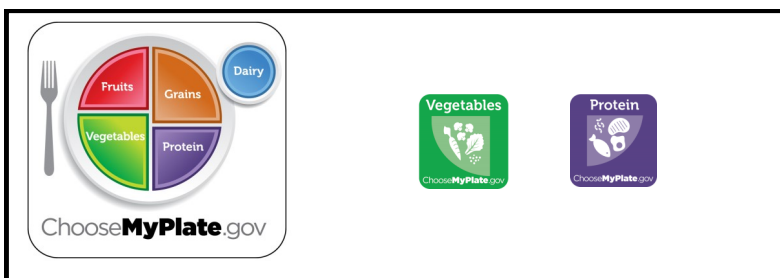 Fruits
Grains
Dairy
Vegetables
Protein
ChooseMyPlate.gov
Vegetables
ChooseMyPlate.gov
Protein
ChooseMyPlate.gov